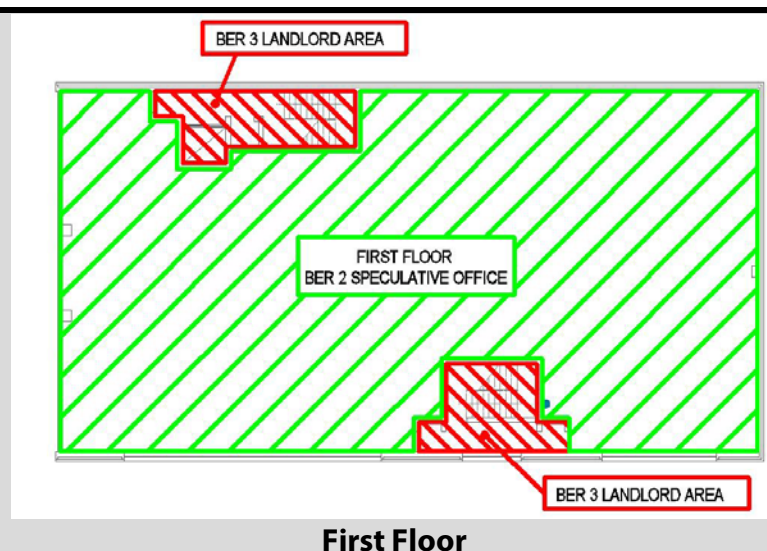 BER 3 LANDLORD AREA
FIRST FLOOR
BER 2 SPECULATIVE OFFICE
BER 3 LANDLORD AREA
First Floor